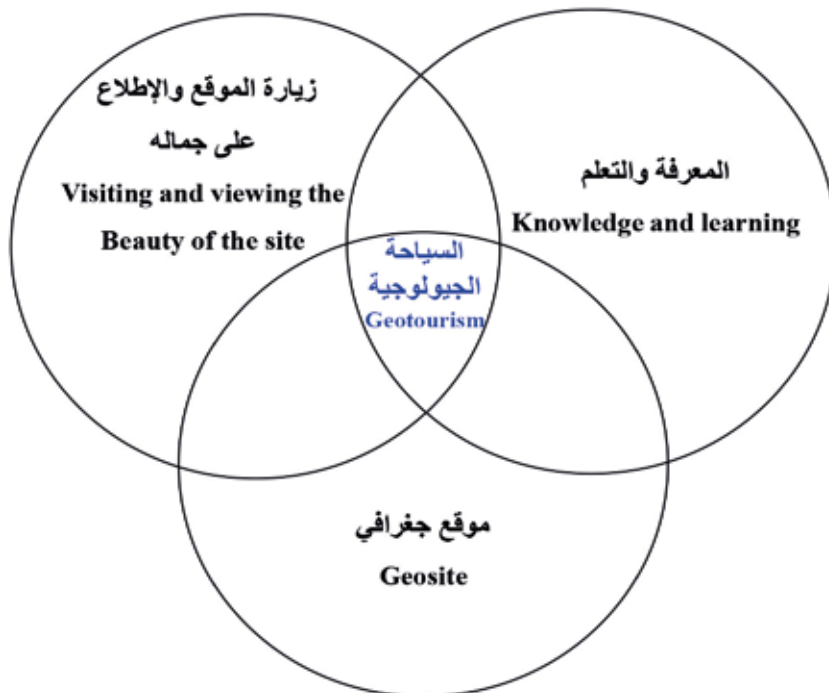 زيارة الموقع والإطلاع
على جماله
Visiting and viewing the
Beauty of the site
المعرفة والتعلم
Knowledge and learning
السياحة
الجيولوجية
Geotourism
موقع جغرافي
Geosite